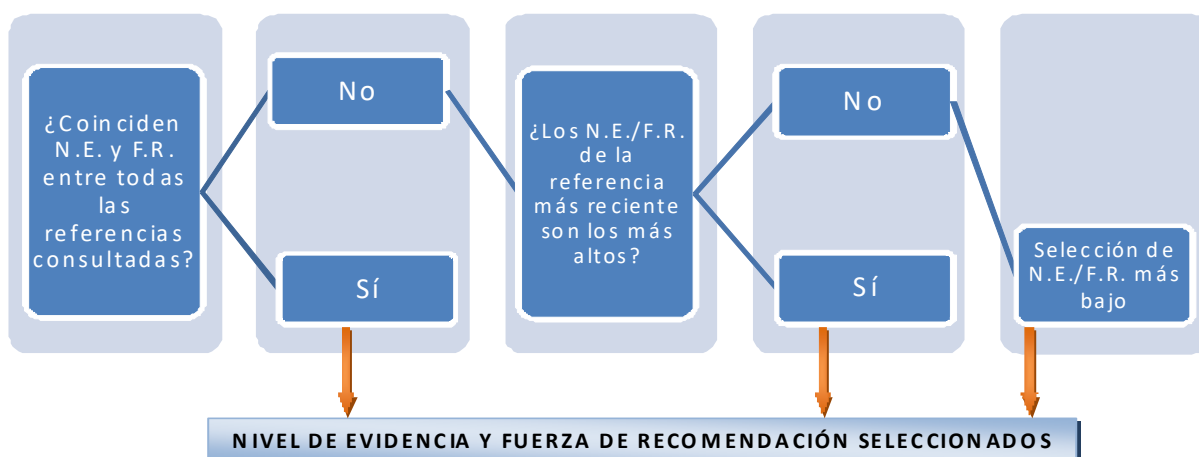 ¿Coinciden
N.E. y F.R.
entre todas
las
referencias
consultadas?
No
Sí
¿Los N.E./F.R.
de la
referencia
más reciente
son los más
altos?
No
Sí
Selección de
N.E./F.R. más
bajo
NIVEL DE EVIDENCIA Y FUERZA DE RECOMENDACIÓN SELECCIONADOS